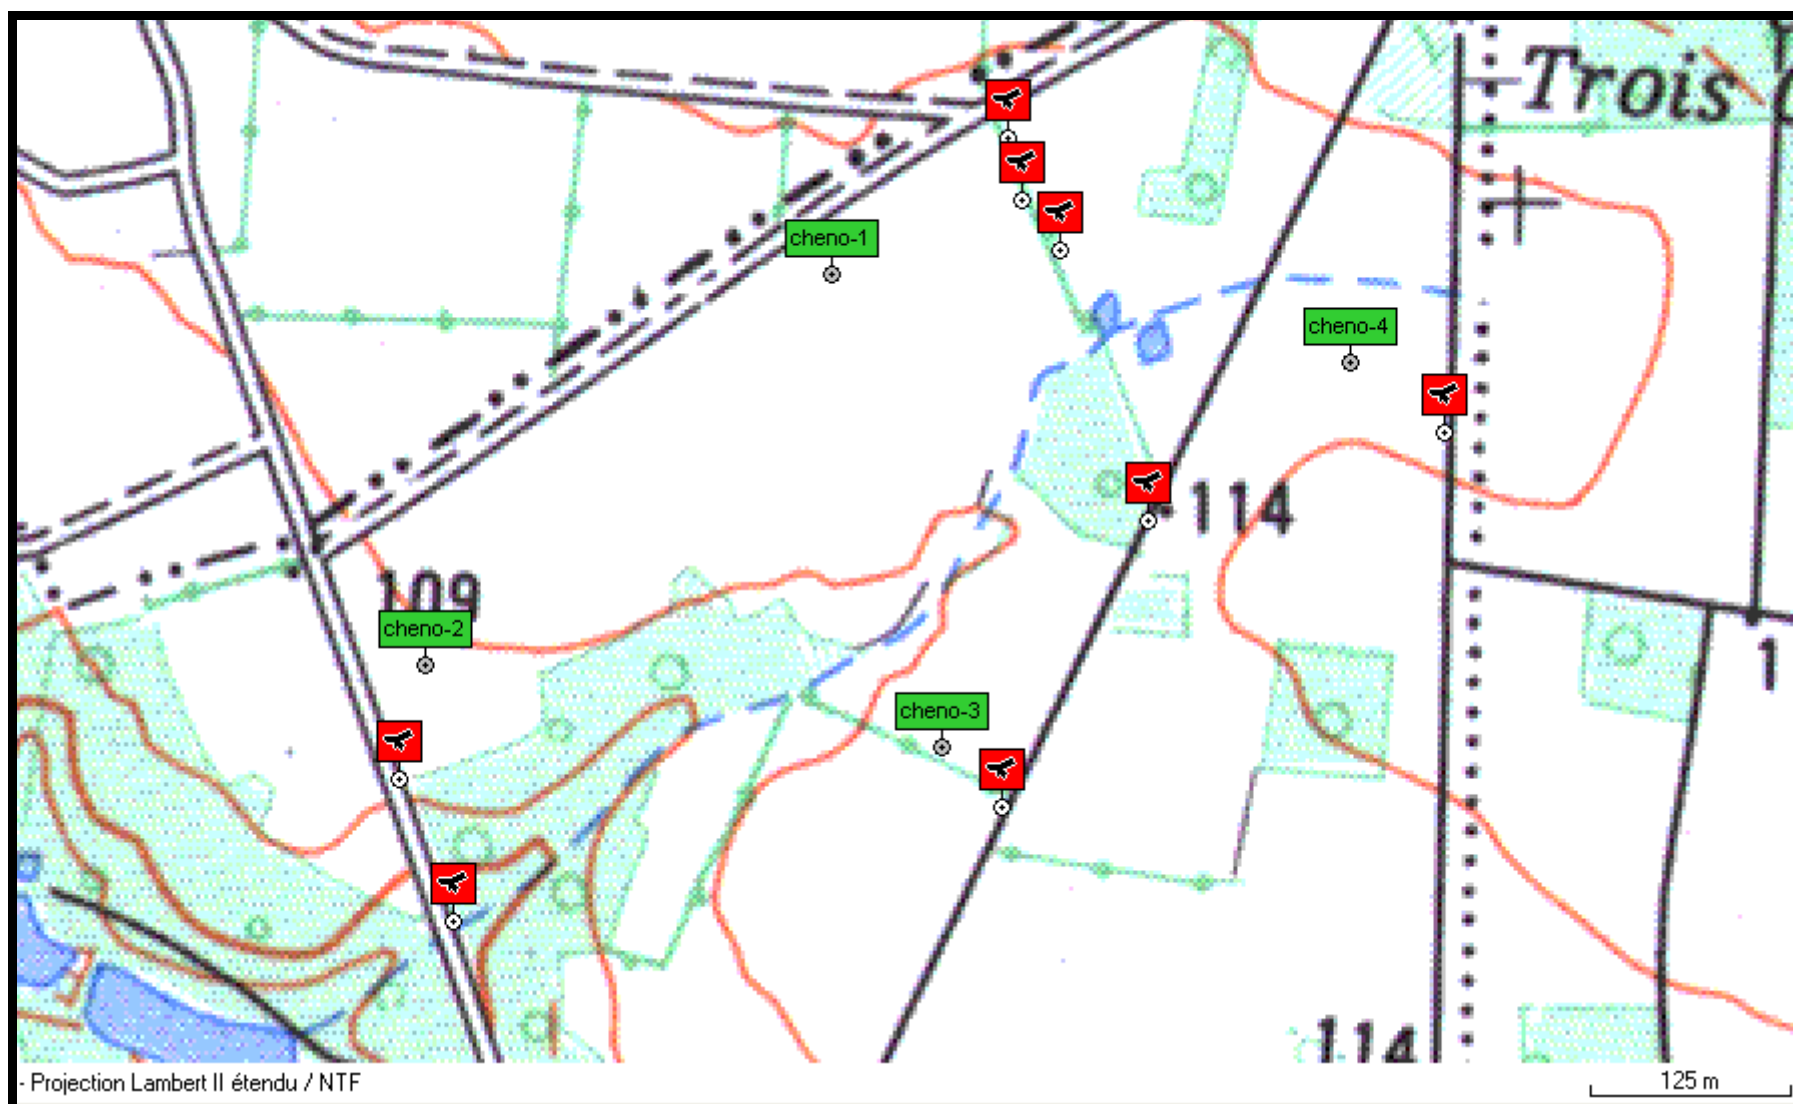 Trois
cheno-1
cheno-4
114
109
cheno-2
1
cheno-3
114
- Projection Lambert II étendu / NTF
125 m